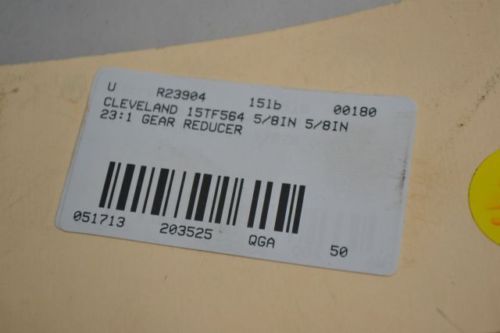 U R23904 15lb 00180
CLEVELAND 15TF564 5/8IN 5/8IN
23:1 GEAR REDUCER
051713 203525 QGA 50